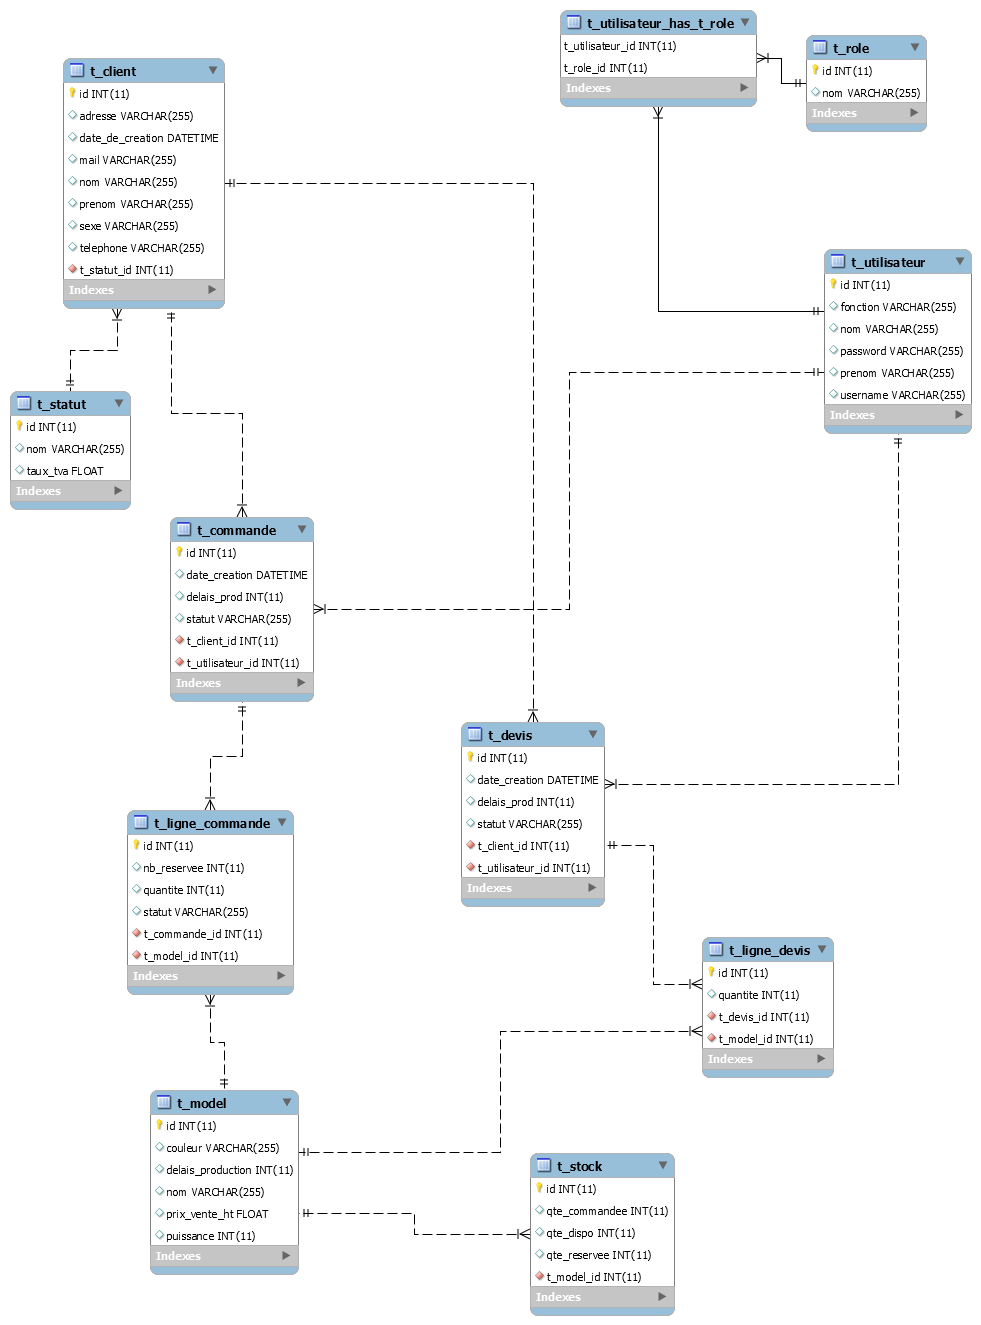 t_utilisateur_has_t_role
t_utilisateur_id INT(11)
t_role_id INT(11)
Indexes
t_role
id INT(11)
nom VARCHAR(255)
Indexes
t_client
id INT(11)
adresse VARCHAR(255)
date_de_creation DATETIME
mail VARCHAR(255)
nom VARCHAR(255)
prenom VARCHAR(255)
sexe VARCHAR(255)
telephone VARCHAR(255)
t_statut_id INT(11)
Indexes
t_utilisateur
id INT(11)
fonction VARCHAR(255)
nom VARCHAR(255)
password VARCHAR(255)
prenom VARCHAR(255)
username VARCHAR(255)
Indexes
t_statut
id INT(11)
nom VARCHAR(255)
taux_tva FLOAT
Indexes
t_commande
id INT(11)
date_creation DATETIME
delais_prod INT(11)
statut VARCHAR(255)
t_client_id INT(11)
t_utilisateur_id INT(11)
Indexes
t_devis
id INT(11)
date_creation DATETIME
delais_prod INT(11)
statut VARCHAR(255)
t_client_id INT(11)
t_utilisateur_id INT(11)
Indexes
t_ligne_commande
id INT(11)
nb_reservee INT(11)
quantite INT(11)
statut VARCHAR(255)
t_commande_id INT(11)
t_model_id INT(11)
Indexes
t_ligne_devis
id INT(11)
quantite INT(11)
t_devis_id INT(11)
t_model_id INT(11)
Indexes
t_model
id INT(11)
couleur VARCHAR(255)
delais_production INT(11)
nom VARCHAR(255)
prix_vente_ht FLOAT
puissance INT(11)
Indexes
t_stock
id INT(11)
qte_commandee INT(11)
qte_dispo INT(11)
qte_reservee INT(11)
t_model_id INT(11)
Indexes